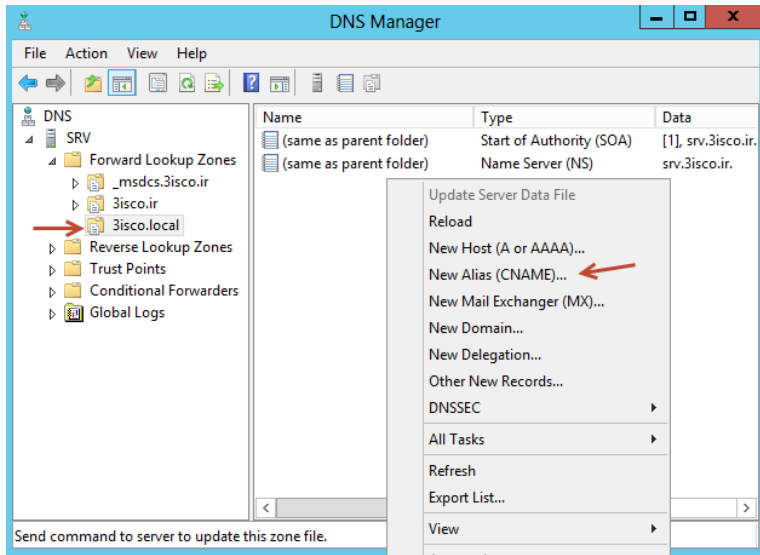 DNS Manager
File Action View Help
DNS
SRV
Forward Lookup Zones
_msdcs.3isco.ir
3isco.ir
3isco.local
Reverse Lookup Zones
Trust Points
Conditional Forwarders
Global Logs
Name Type Data
(same as parent folder) Start of Authority (SOA) [1], srv.3isco.ir.
(same as parent folder) Name Server (NS) srv.3isco.ir.
Update Server Data File
Reload
New Host (A or AAAA)...
New Alias (CNAME)...
New Mail Exchanger (MX)...
New Domain...
New Delegation...
Other New Records...
DNSSEC
All Tasks
Refresh
Export List...
View
Send command to server to update this zone file.